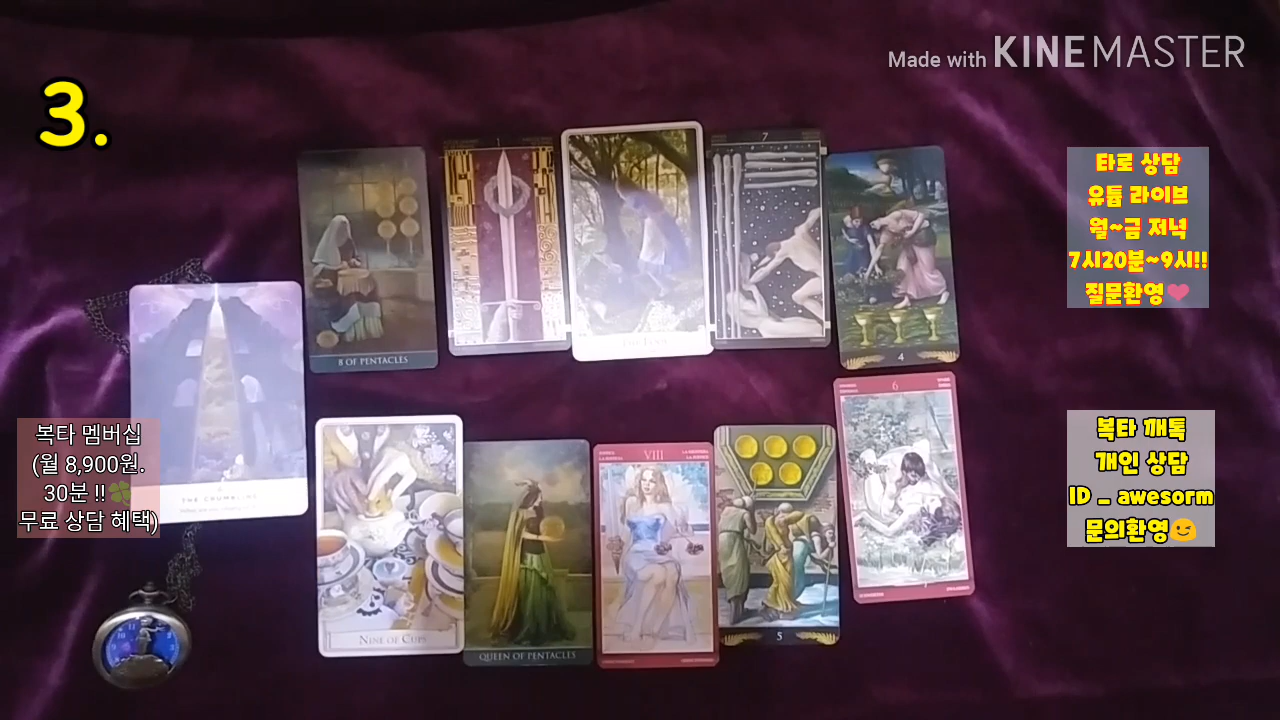 Made with KINEMASTER
3.
타로 상담
유튭 라이브
월~금 저녁
7시20분~9시!!
질문환영
1
7
8 OF PENTACLES
THE FOOL
4
복타 멤버십
(월 8,900원.
30분 !!
무료 상담 혜택)
THE CRUMBLING
6
VIII
복타 깨톡
개인 상담
ID _ awesorm
문의환영
NINE OF CUPS
QUEEN OF PENTACLES
5